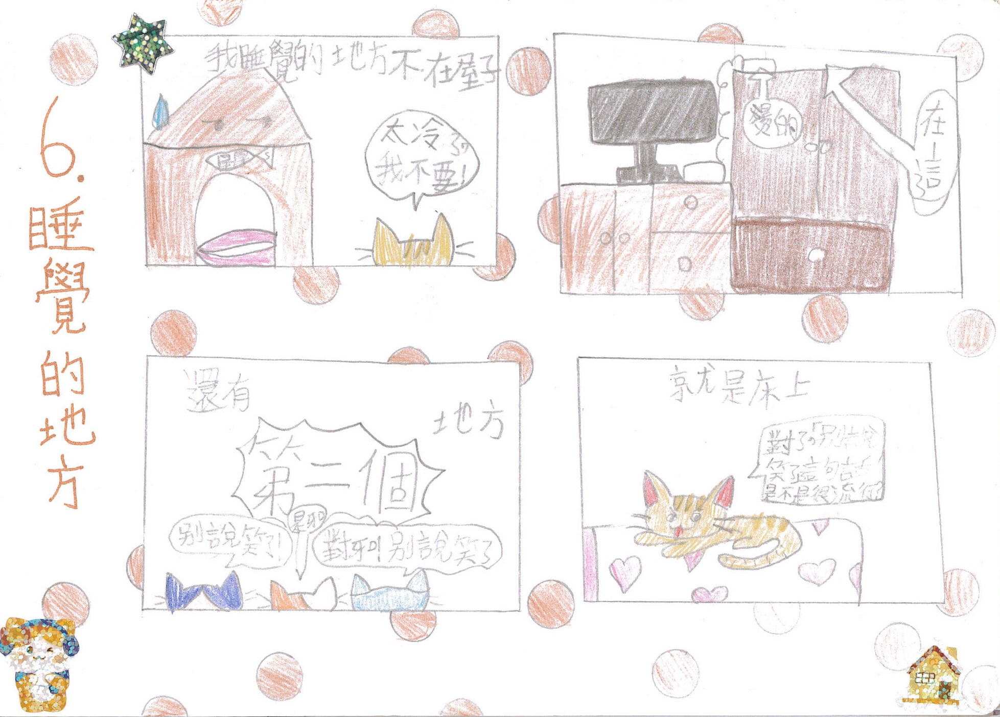 6.睡覺的地方
我睡覺的地方不在屋子
太冷了,
我不要!
在這
還有
第二個
地方
別說笑了!
是呀
對呀!別說笑了
就是床上
對了,「別說
笑了這句話
是不是很流行?